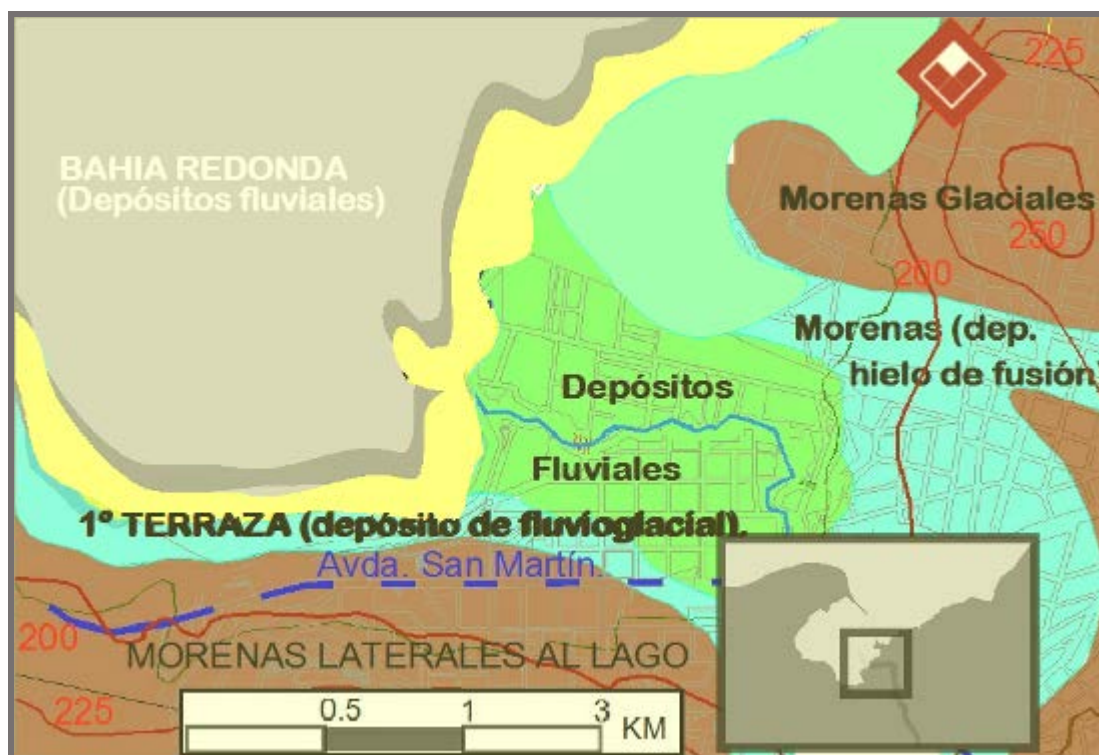 225
BAHIA REDONDA
(Depósitos fluviales)
Morenas Glaciales
250
200
Morenas (dep.
hielo de fusión)
Depósitos
Fluviales
1º TERRAZA (depósito de fluvioglacial).
Avda. San Martín.
200
MORENAS LATERALES AL LAGO
225
0.5 1 3 KM